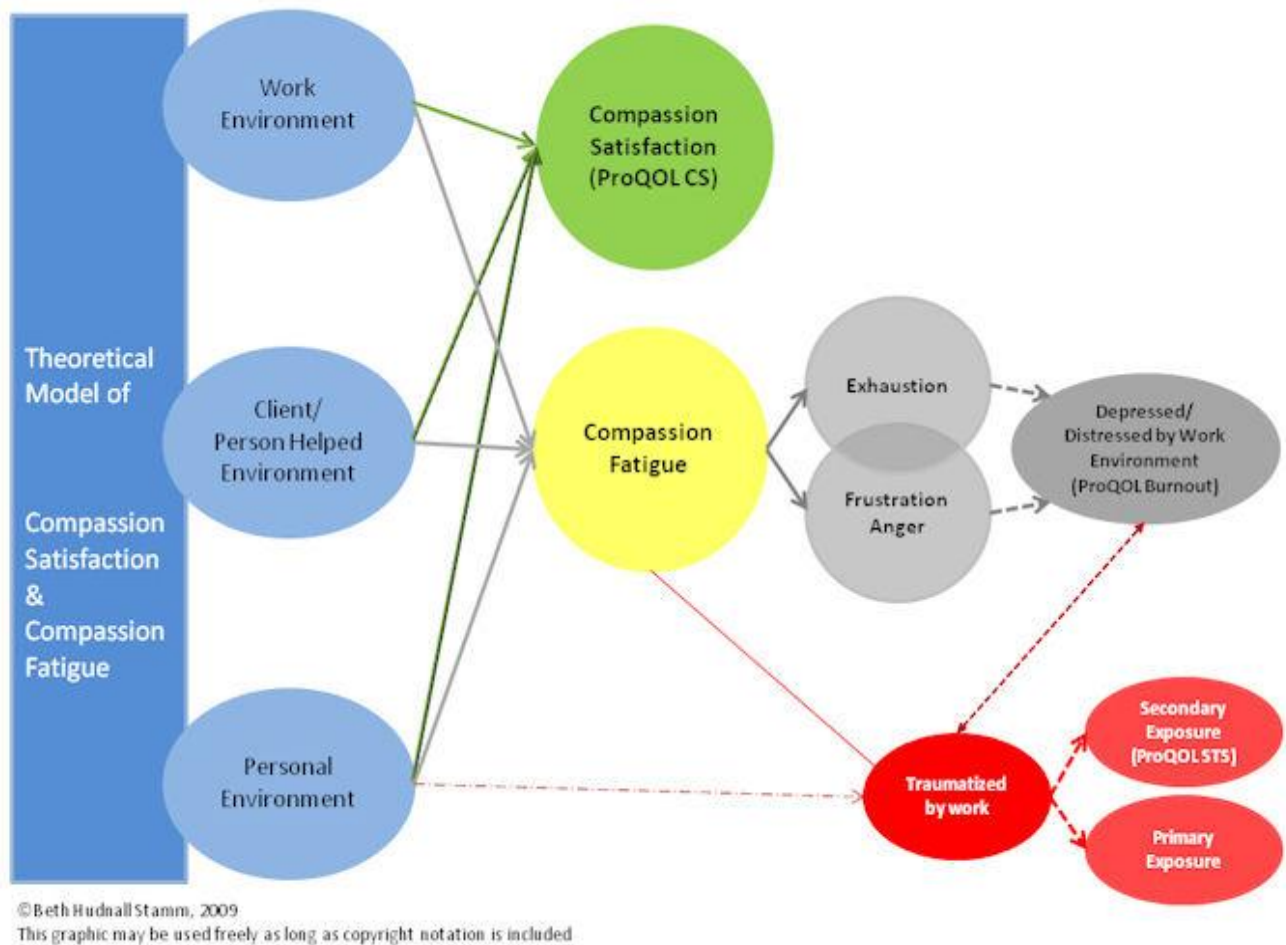 Theoretical
Model of
Compassion
Satisfaction
&
Compassion
Fatigue
Work
Environment
Client/
Person Helped
Environment
Personal
Environment
Compassion
Satisfaction
(ProQOL CS)
Compassion
Fatigue
Exhaustion
Frustration
Anger
Depressed/
Distressed by Work
Environment
(ProQOL Burnout)
Traumatized
by work
Secondary
Exposure
(ProQOL STS)
Primary
Exposure
©Beth Hudnall Stamm, 2009
This graphic may be used freely as long as copyright notation is included